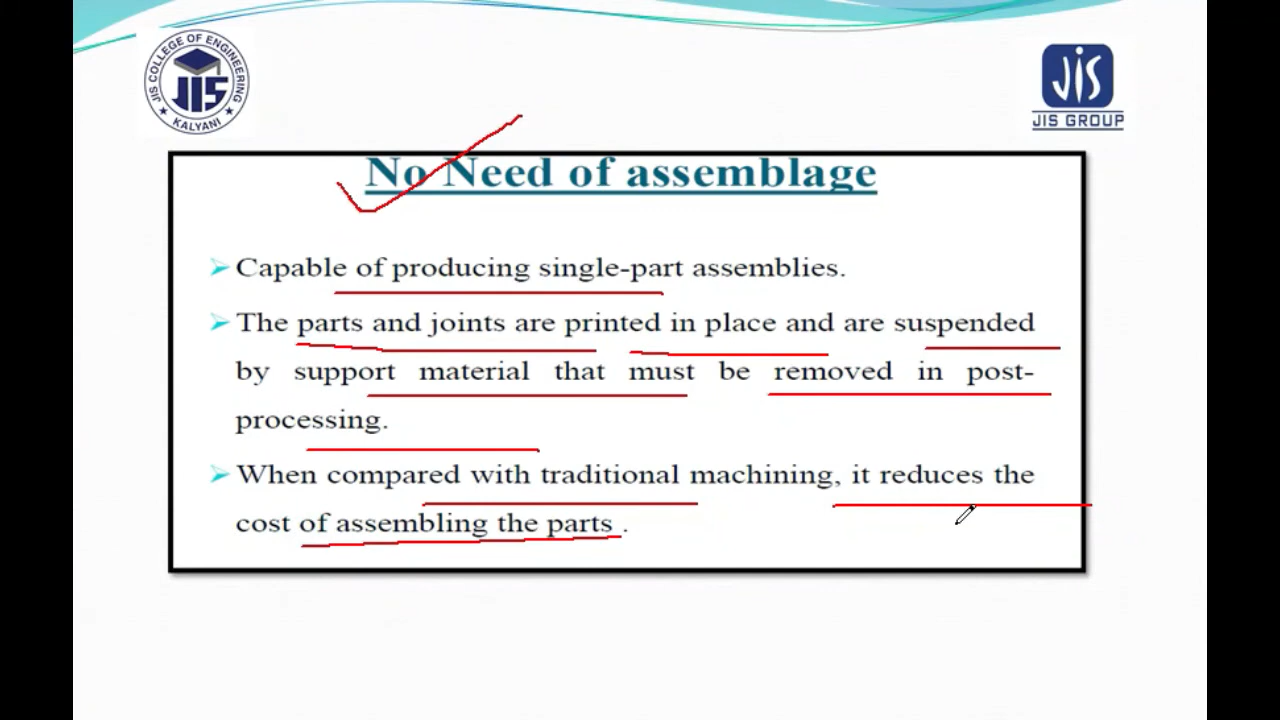 JIS COLLEGE OF ENGINEERING
JIS
KALYANI
JIS
JIS GROUP
No Need of assemblage
Capable of producing single-part assemblies.
The parts and joints are printed in place and are suspended
by support material that must be removed in post-
processing.
When compared with traditional machining, it reduces the
cost of assembling the parts .